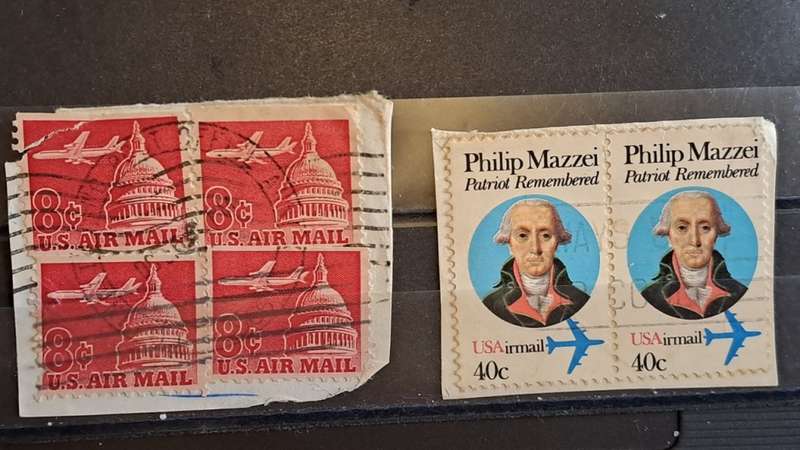 8¢
U.S. AIR MAIL
8¢
U.S. AIR MAIL
8¢
U.S. AIR MAIL
8¢
U.S. AIR MAIL
Philip Mazzei
Patriot Remembered
USAirmail
40c
Philip Mazzei
Patriot Remembered
USAirmail
40c